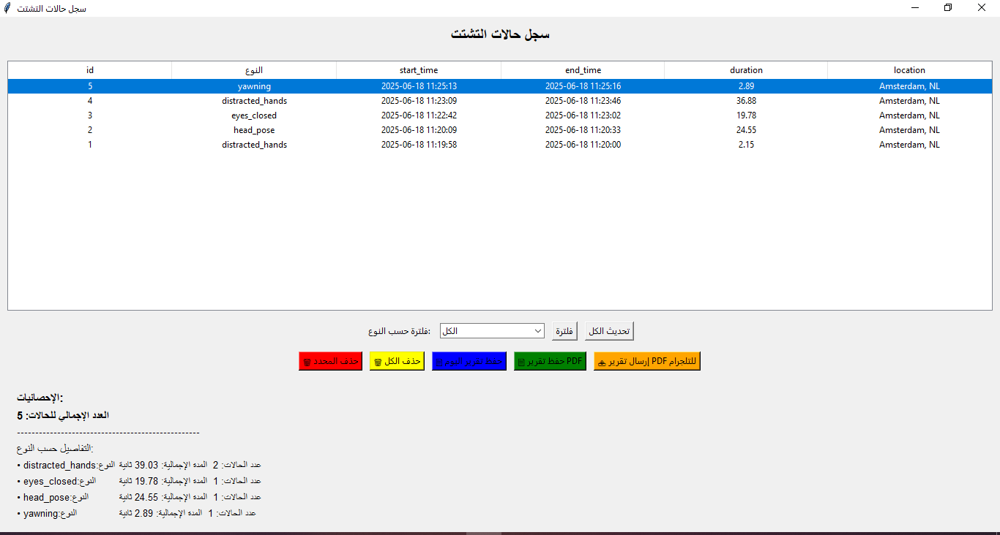 سجل حالات التشتت
سجل حالات التشتت
id النوع start_time end_time duration location
5 yawning 2025-06-18 11:25:13 2025-06-18 11:25:16 2.89 Amsterdam, NL
4 distracted_hands 2025-06-18 11:23:09 2025-06-18 11:23:46 36.88 Amsterdam, NL
3 eyes_closed 2025-06-18 11:22:42 2025-06-18 11:23:02 19.78 Amsterdam, NL
2 head_pose 2025-06-18 11:20:09 2025-06-18 11:20:33 24.55 Amsterdam, NL
1 distracted_hands 2025-06-18 11:19:58 2025-06-18 11:20:00 2.15 Amsterdam, NL
فلترة حسب النوع: الكل فلترة تحديث الكل
حذف المحدد حذف الكل حفظ تقرير اليوم حفظ تقرير PDF إرسال تقرير PDF للتلجرام
الإحصائيات:
العدد الإجمالي للحالات: 5
--------------------------------------------------
التفاصيل حسب النوع:
• distracted_hands:النوع عدد الحالات: 2 المدة الإجمالية: 39.03 ثانية
• eyes_closed:النوع عدد الحالات: 1 المدة الإجمالية: 19.78 ثانية
• head_pose:النوع عدد الحالات: 1 المدة الإجمالية: 24.55 ثانية
• yawning:النوع عدد الحالات: 1 المدة الإجمالية: 2.89 ثانية